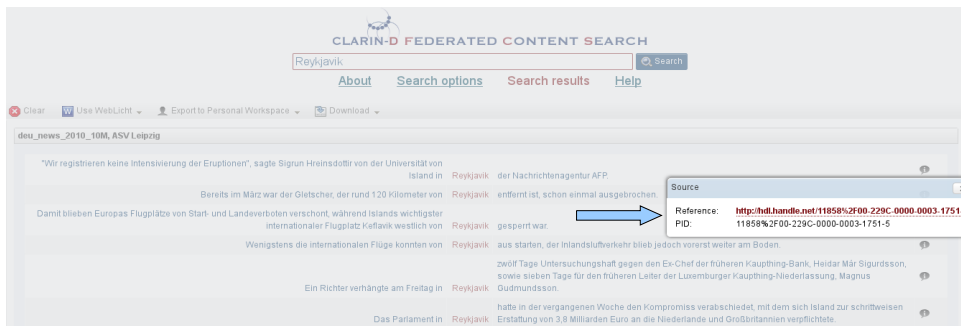 CLARIN-D FEDERATED CONTENT SEARCH
Reykjavik Search
About Search options Search results Help
Clear Use WebLicht Export to Personal Workspace Download
deu_news_2010_10M, ASV Leipzig
"Wir registrieren keine Intensivierung der Eruptionen", sagte Sigrun Hreinsdottir von der Universität von
Island in Reykjavik der Nachrichtenagentur AFP.
Bereits im März war der Gletscher, der rund 120 Kilometer von Reykjavik entfernt ist, schon einmal ausgebrochen.
Source
Reference: http://hdl.handle.net/11858%2F00-229C-0000-0003-1751-
PID: 11858%2F00-229C-0000-0003-1751-5
Damit blieben Europas Flugplätze von Start- und Landeverboten verschont, während Islands wichtigster
internationaler Flugplatz Keflavik westlich von Reykjavik gesperrt war.
Wenigstens die internationalen Flüge konnten von Reykjavik aus starten, der Inlandsluftverkehr blieb jedoch vorerst weiter am Boden.
zwölf Tage Untersuchungshaft gegen den Ex-Chef der früheren Kaupthing-Bank, Heidar Már Sigurdsson,
sowie sieben Tage für den früheren Leiter der Luxemburger Kaupthing-Niederlassung, Magnus
Ein Richter verhängte am Freitag in Reykjavik Gudmundsson.
hatte in der vergangenen Woche den Kompromiss verabschiedet, mit dem sich Island zur schrittweisen
Das Parlament in Reykjavik Erstattung von 3,8 Milliarden Euro an die Niederlande und Großbritannien verpflichtete.